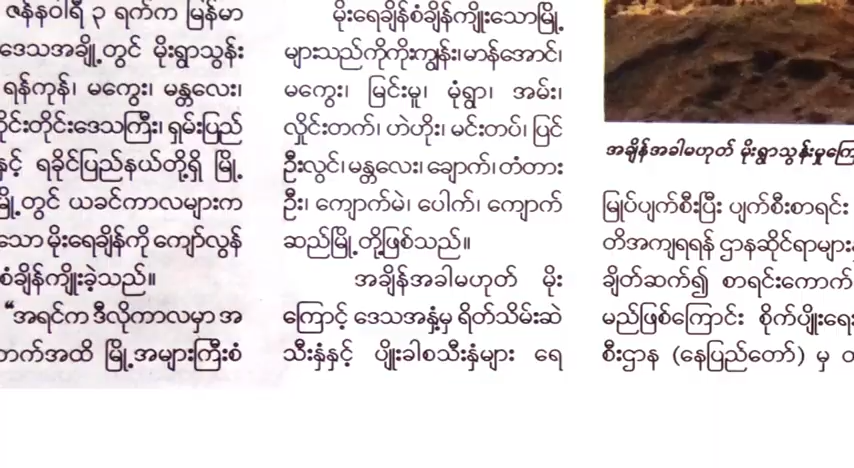 ဇန်နဝါရီ ၃ ရက်က မြန်မာ
ဒေသအချို့တွင် မိုးရွာသွန်း
ရန်ကုန်၊ မကွေး၊ မန္တလေး၊
တိုင်းဒေသကြီး၊ ရှမ်းပြည်
နှင့် ရခိုင်ပြည်နယ်တို့ရှိ မြို့
မြို့တွင် ယခင်ကာလများက
သော မိုးရေချိန်ကို ကျော်လွန်
စံချိန်ကျိုးခဲ့သည်။
“အရင်က ဒီလိုကာလမှာ အ
ဘက်အထိ မြို့အများကြီးစံ
မိုးရေချိန်စံချိန်ကျိုးသောမြို့
များသည်ကိုကိုးကျွန်း၊မာန်အောင်၊
မကွေး၊ မြင်းမူ၊ မုံရွာ၊ အမ်း၊
လှိုင်းတက်၊ ဟဲဟိုး၊ မင်းတပ်၊ ပြင်
ဦးလွင်၊မန္တလေး၊ချောက်၊တံတား
ဦး၊ ကျောက်မဲ၊ ပေါက်၊ ကျောက်
ဆည်မြို့တို့ဖြစ်သည်။
အချိန်အခါမဟုတ် မိုး
ကြောင့် ဒေသအနှံ့မှ ရိတ်သိမ်းဆဲ
သီးနှံနှင့် ပျိုးခါစသီးနှံများ ရေ
အချိန်အခါမဟုတ် မိုးရွာသွန်းမှုကြေ
မြုပ်ပျက်စီးပြီး ပျက်စီးစာရင်း
တိအကျရရန် ဌာနဆိုင်ရာများ
ချိတ်ဆက်၍ စာရင်းကောက်
မည်ဖြစ်ကြောင်း စိုက်ပျိုးရေး
စီးဌာန (နေပြည်တော်) မှ